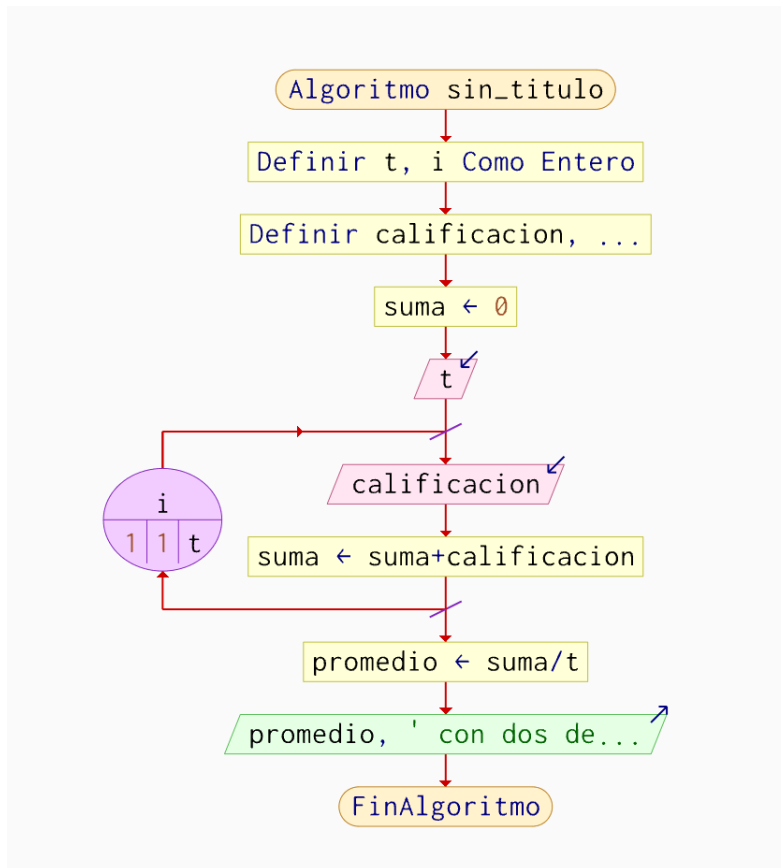 Algoritmo sin_titulo
Definir t, i Como Entero
Definir calificacion, ...
suma ← 0
t
calificacion
i
1 1 t
suma ← suma+calificacion
promedio ← suma/t
promedio, ' con dos de...
FinAlgoritmo